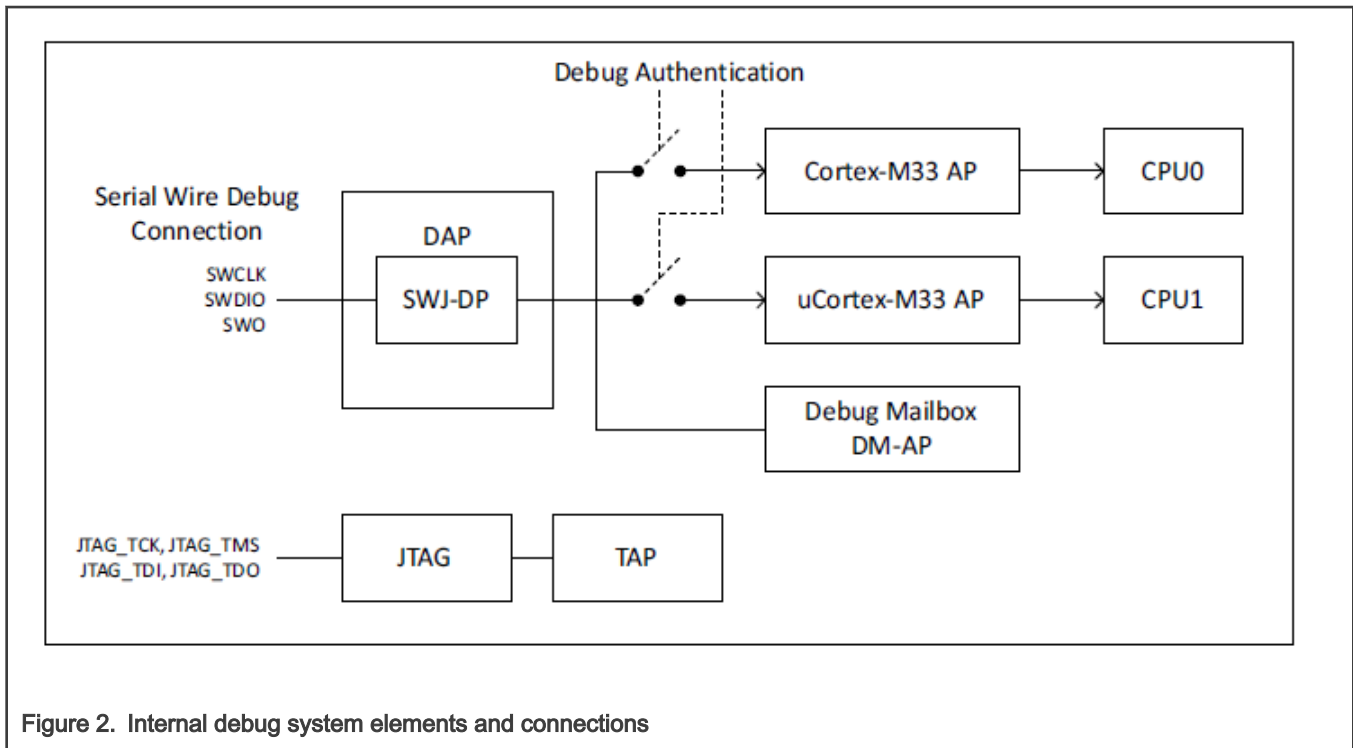 Debug Authentication
Serial Wire Debug
Connection
SWCLK
SWDIO
SWO
DAP
SWJ-DP
Cortex-M33 AP
CPU0
uCortex-M33 AP
CPU1
Debug Mailbox
DM-AP
JTAG_TCK, JTAG_TMS
JTAG_TDI, JTAG_TDO
JTAG
TAP
Figure 2. Internal debug system elements and connections